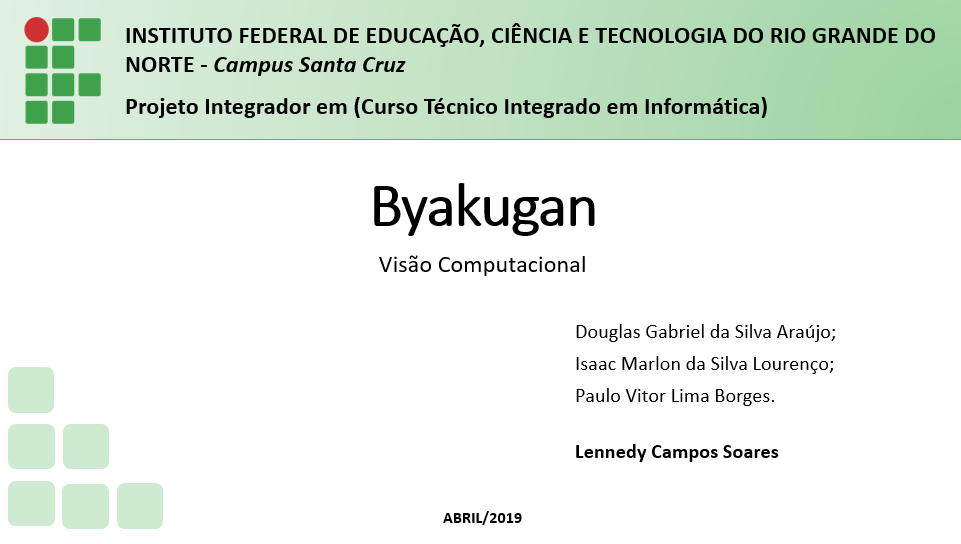 INSTITUTO FEDERAL DE EDUCAÇÃO, CIÊNCIA E TECNOLOGIA DO RIO GRANDE DO
NORTE - Campus Santa Cruz
Projeto Integrador em (Curso Técnico Integrado em Informática)
Byakugan
Visão Computacional
Douglas Gabriel da Silva Araújo;
Isaac Marlon da Silva Lourenço;
Paulo Vitor Lima Borges.
Lennedy Campos Soares
ABRIL/2019